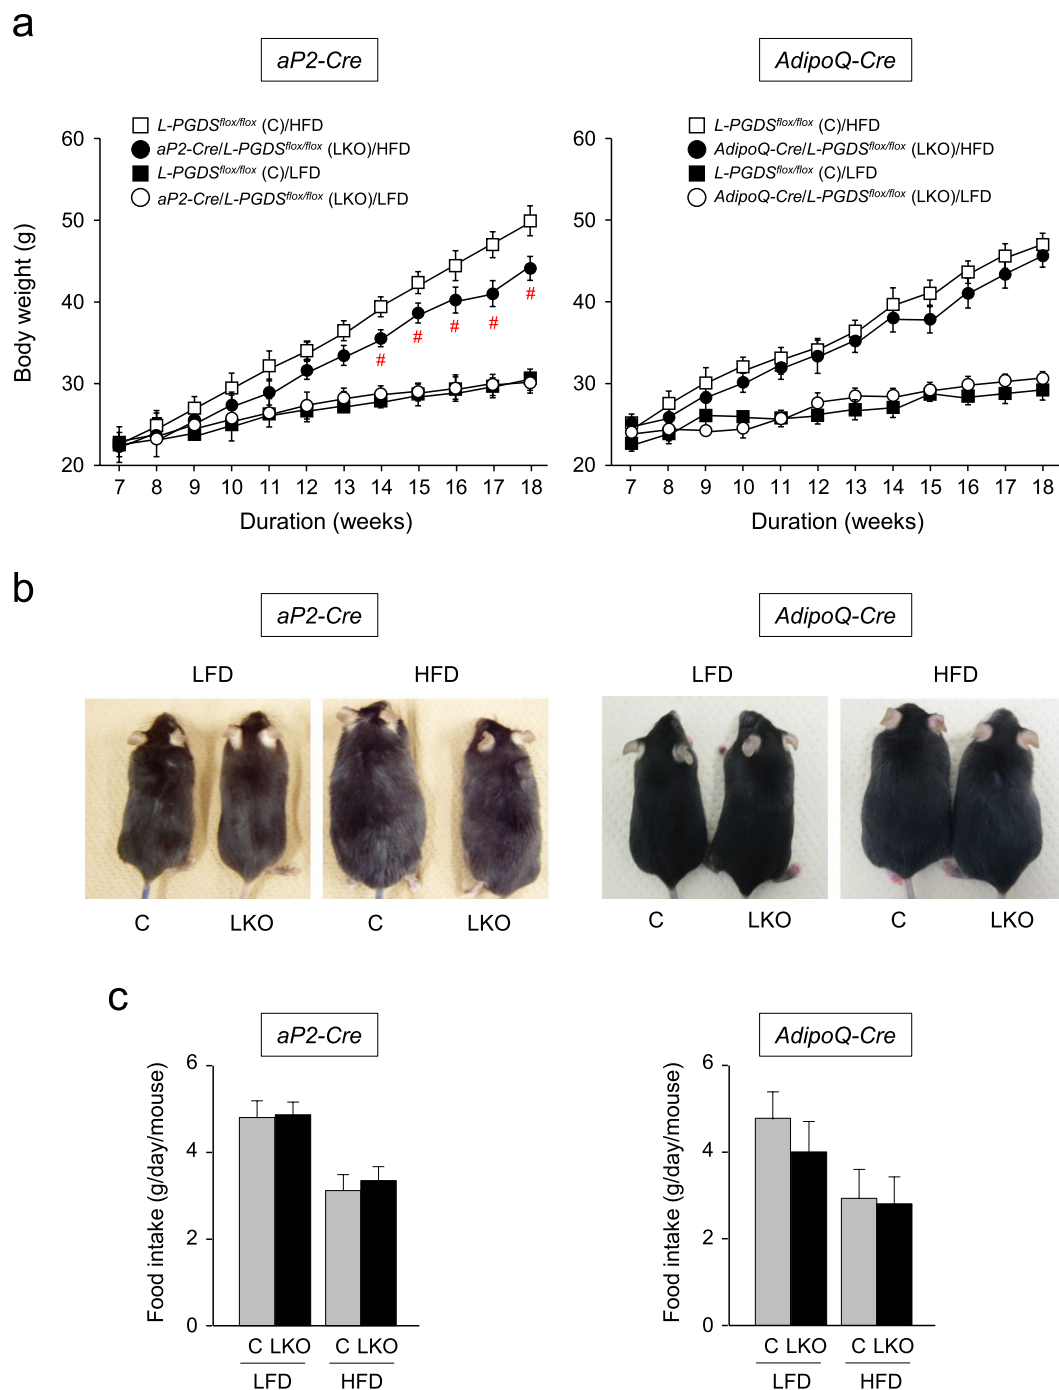 a
aP2-Cre
AdipoQ-Cre
60
50
40
30
20
Body weight (g)
L-PGDSflox/flox (C)/HFD
aP2-Cre/L-PGDSflox/flox (LKO)/HFD
L-PGDSflox/flox (C)/LFD
aP2-Cre/L-PGDSflox/flox (LKO)/LFD
# # # # #
7 8 9 10 11 12 13 14 15 16 17 18
Duration (weeks)
60
50
40
30
20
L-PGDSflox/flox (C)/HFD
AdipoQ-Cre/L-PGDSflox/flox (LKO)/HFD
L-PGDSflox/flox (C)/LFD
AdipoQ-Cre/L-PGDSflox/flox (LKO)/LFD
7 8 9 10 11 12 13 14 15 16 17 18
Duration (weeks)
b
aP2-Cre
AdipoQ-Cre
LFD HFD LFD HFD
C LKO C LKO C LKO C LKO
c
aP2-Cre
AdipoQ-Cre
6
4
2
0
Food intake (g/day/mouse)
C LKO C LKO
LFD HFD
6
4
2
0
Food intake (g/day/mouse)
C LKO C LKO
LFD HFD